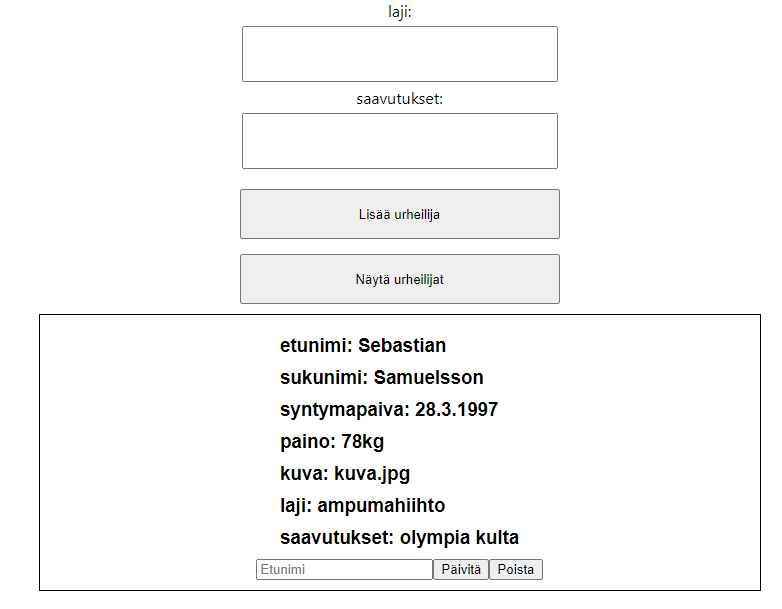 laji:
saavutukset:
Lisää urheilija
Näytä urheilijat
etunimi: Sebastian
sukunimi: Samuelsson
syntymapaiva: 28.3.1997
paino: 78kg
kuva: kuva.jpg
laji: ampumahiihto
saavutukset: olympia kulta
Etunimi Päivitä Poista